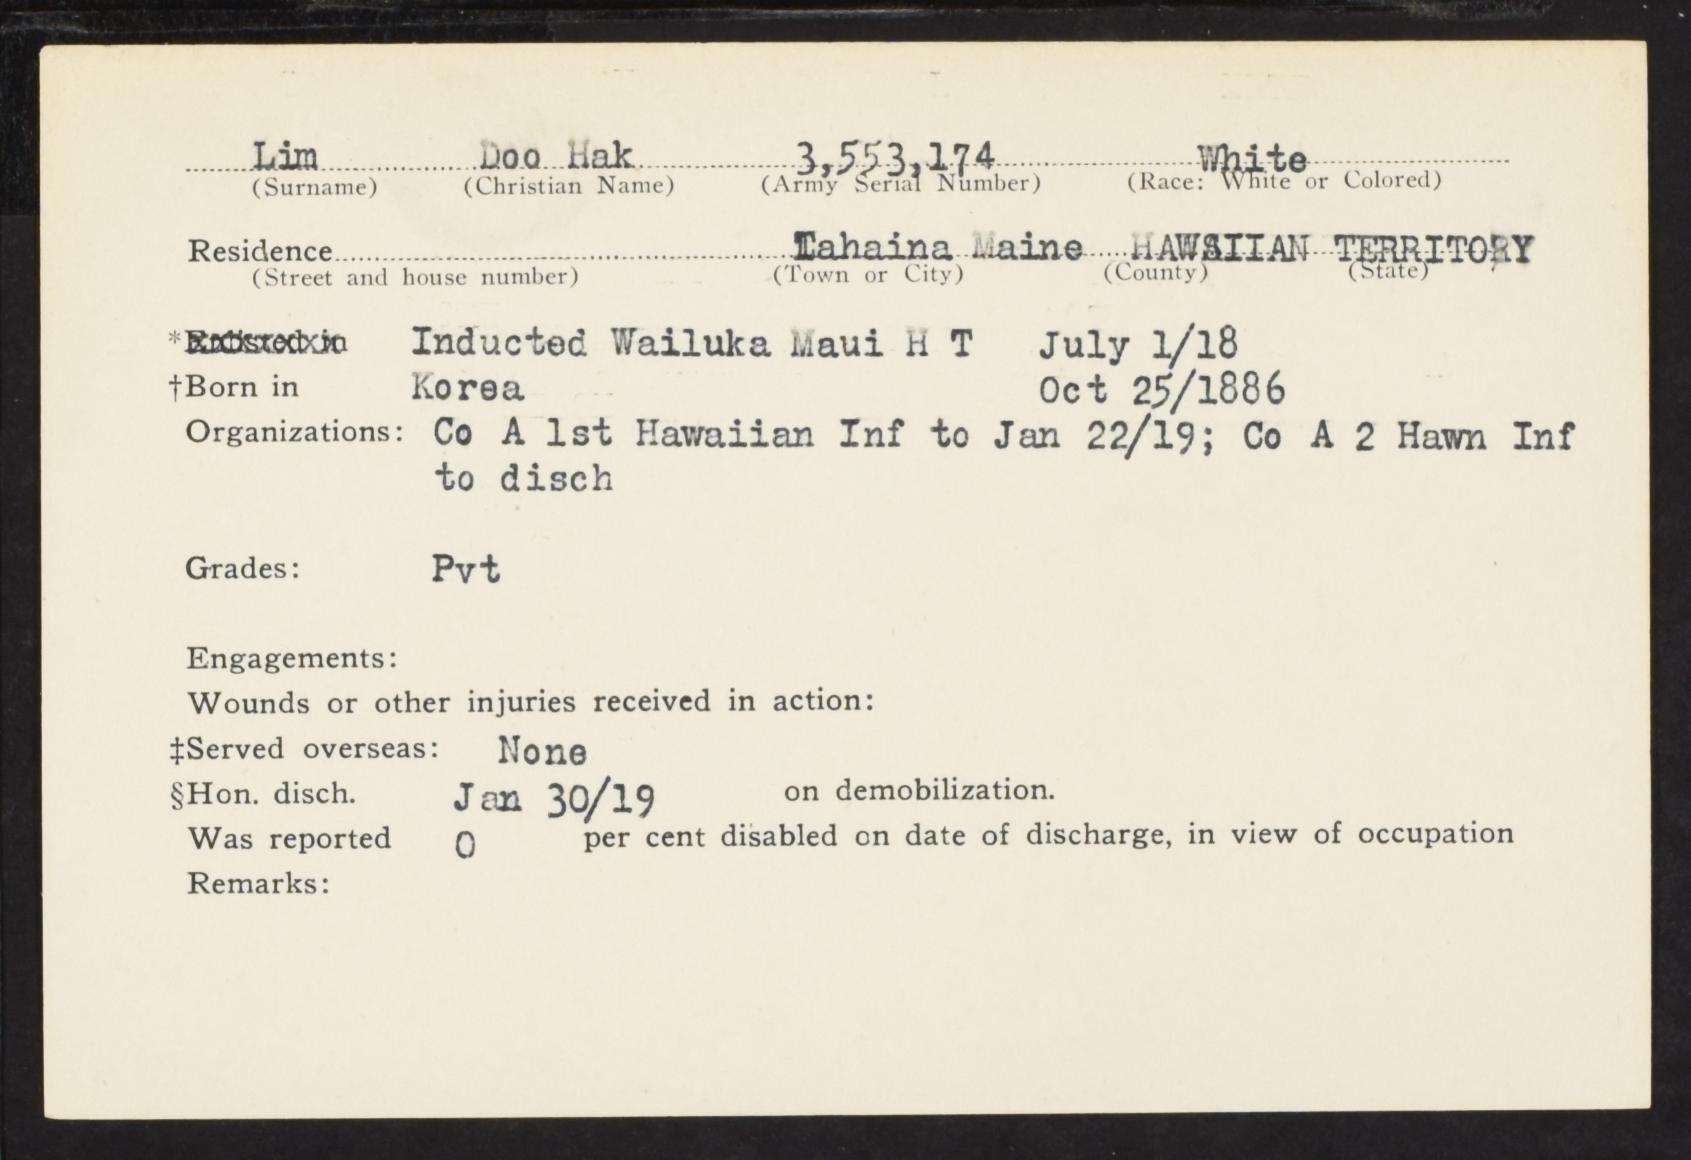 Lim Doo Hak 3,553,174 White
(Surname) (Christian Name) (Army Serial Number) (Race: White or Colored)
Residence Lahaina Maine HAWAIIAN TERRITORY
(Street and house number) (Town or City) (County) (State)
*Enlisted in Inducted Wailuka Maui H T July 1/18
†Born in Korea Oct 25/1886
Organizations: Co A 1st Hawaiian Inf to Jan 22/19; Co A 2 Hawn Inf
to disch
Grades: Pvt
Engagements:
Wounds or other injuries received in action:
‡Served overseas: None
§Hon. disch. Jan 30/19 on demobilization.
Was reported 0 per cent disabled on date of discharge, in view of occupation
Remarks: